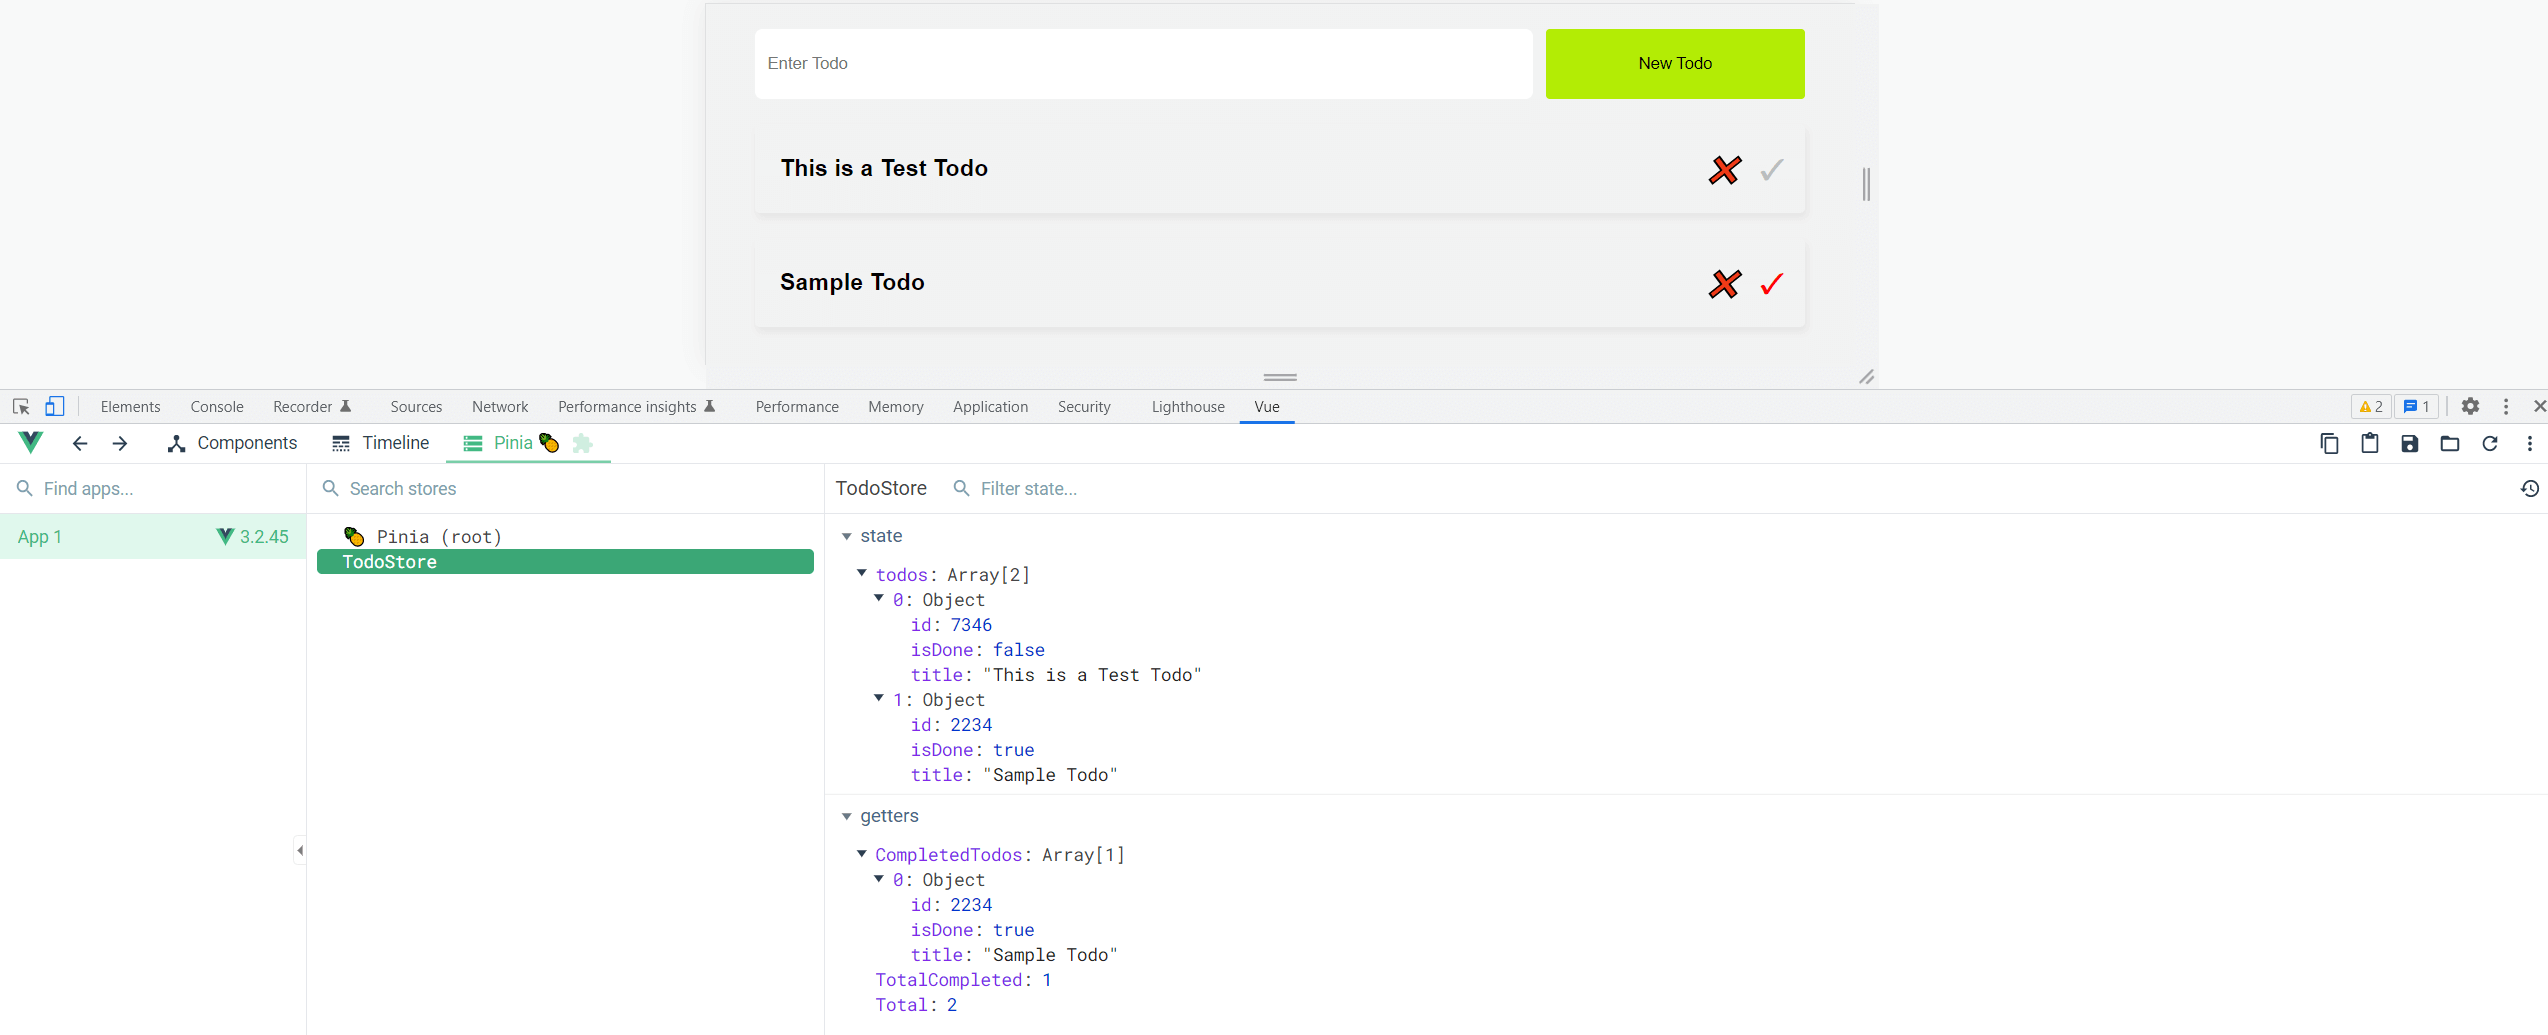 Enter Todo
New Todo
This is a Test Todo
Sample Todo
Elements Console Recorder Sources Network Performance insights Performance Memory Application Security Lighthouse Vue 2 1
Components Timeline Pinia
Find apps... Search stores TodoStore Filter state...
App 1 3.2.45 Pinia (root) state
TodoStore
todos: Array[2]
0: Object
id: 7346
isDone: false
title: "This is a Test Todo"
1: Object
id: 2234
isDone: true
title: "Sample Todo"
getters
CompletedTodos: Array[1]
0: Object
id: 2234
isDone: true
title: "Sample Todo"
TotalCompleted: 1
Total: 2